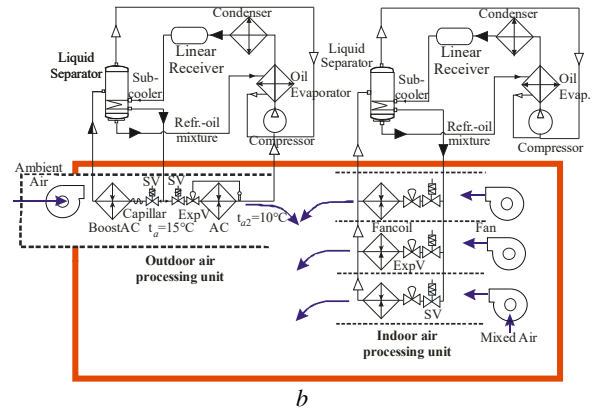 Condenser
Liquid
Separator
Sub-
cooler
Linear
Receiver
Oil
Evaporator
Refr.-oil
mixture
Compressor
Condenser
Liquid
Separator
Sub-
cooler
Linear
Receiver
Oil
Evap.
Refr.-oil
mixture
Compressor
Ambient
Air
SV SV
Capillar ExpV
BoostAC tₐ=15°C AC
tₐ₂=10°C
Outdoor air
processing unit
Fancoil
Fan
ExpV
SV
Mixed Air
Indoor air
processing unit
b